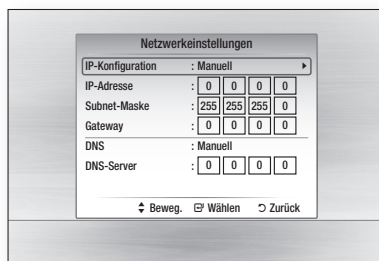 Netzwerkeinstellungen
IP-Konfiguration : Manuell
IP-Adresse : 0 0 0 0
Subnet-Maske : 255 255 255 0
Gateway : 0 0 0 0
DNS : Manuell
DNS-Server : 0 0 0 0
Beweg. Wählen Zurück